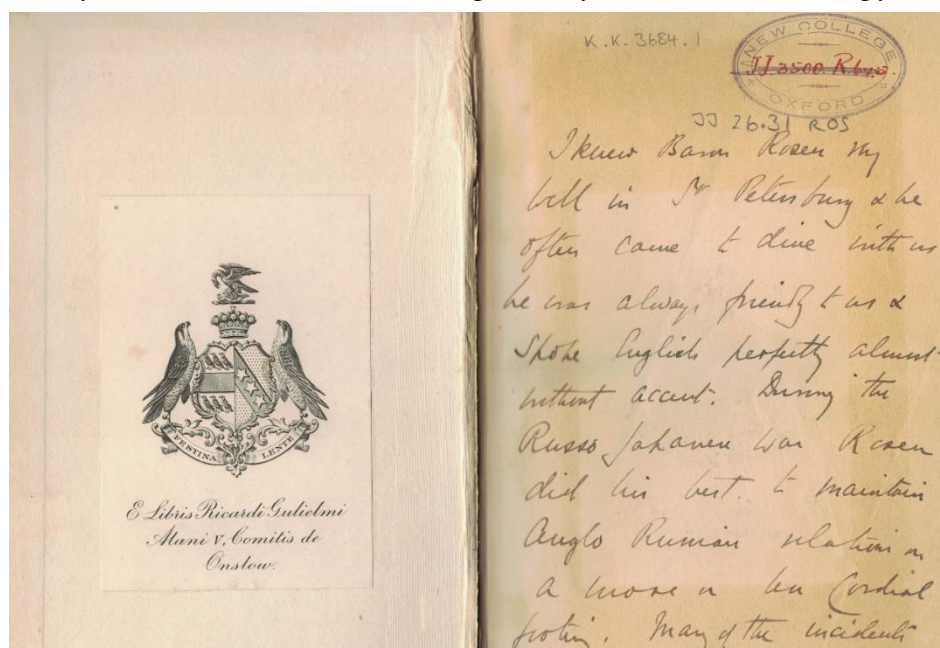 FESTINA LENTE
E Libris Ricardi Gulielmi
Alani V. Comitis de
Onslow.
K.K. 3684.1
NEW COLLEGE
JJ 3500. R
OXFORD
JJ 26.31 ROS
I knew Baron Rosen very
well in St Petersburg & he
often came to dine with us
he was always friendly to us &
spoke English perfectly almost
without accent. During the
Russo Japanese War Rosen
did his best. to maintain
Anglo Russian relations on
a more or less Cordial
footing. Many of the incidents